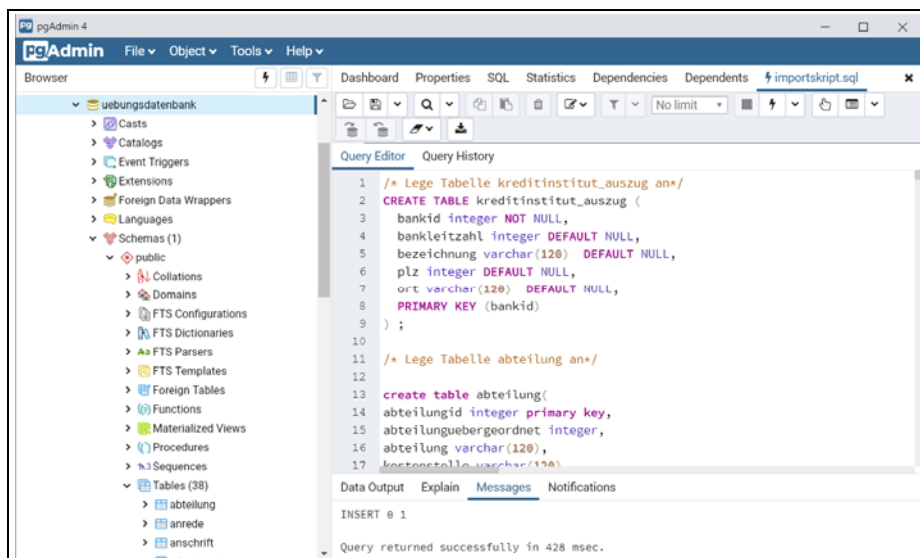 pgAdmin 4
pgAdmin File Object Tools Help
Browser
Dashboard Properties SQL Statistics Dependencies Dependents importskript.sql
No limit
uebungsdatenbank
Casts
Catalogs
Event Triggers
Extensions
Foreign Data Wrappers
Languages
Schemas (1)
public
Collations
Domains
FTS Configurations
FTS Dictionaries
FTS Parsers
FTS Templates
Foreign Tables
Functions
Materialized Views
Procedures
Sequences
Tables (38)
abteilung
anrede
anschrift
Query Editor Query History
1 /* Lege Tabelle kreditinstitut_auszug an*/
2 CREATE TABLE kreditinstitut_auszug (
3 bankid integer NOT NULL,
4 bankleitzahl integer DEFAULT NULL,
5 bezeichnung varchar(120) DEFAULT NULL,
6 plz integer DEFAULT NULL,
7 ort varchar(120) DEFAULT NULL,
8 PRIMARY KEY (bankid)
9 ) ;
10
11 /* Lege Tabelle abteilung an*/
12
13 create table abteilung(
14 abteilungid integer primary key,
15 abteilunguebergeordnet integer,
16 abteilung varchar(120),
17 kostenstelle varchar(120)
Data Output Explain Messages Notifications
INSERT 0 1
Query returned successfully in 428 msec.